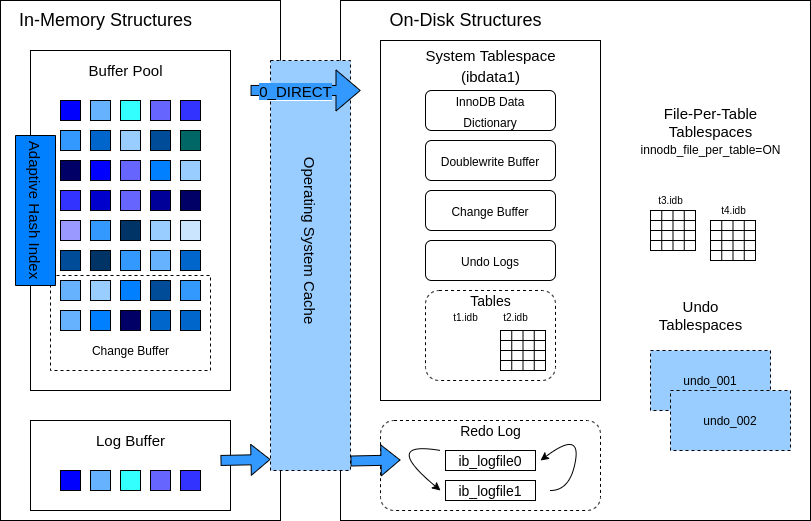 In-Memory Structures
On-Disk Structures
Buffer Pool
Adaptive Hash Index
Change Buffer
Log Buffer
0_DIRECT
Operating System Cache
System Tablespace
(ibdata1)
InnoDB Data
Dictionary
Doublewrite Buffer
Change Buffer
Undo Logs
Tables
t1.idb
t2.idb
Redo Log
ib_logfile0
ib_logfile1
File-Per-Table
Tablespaces
innodb_file_per_table=ON
t3.idb
t4.idb
Undo
Tablespaces
undo_001
undo_002